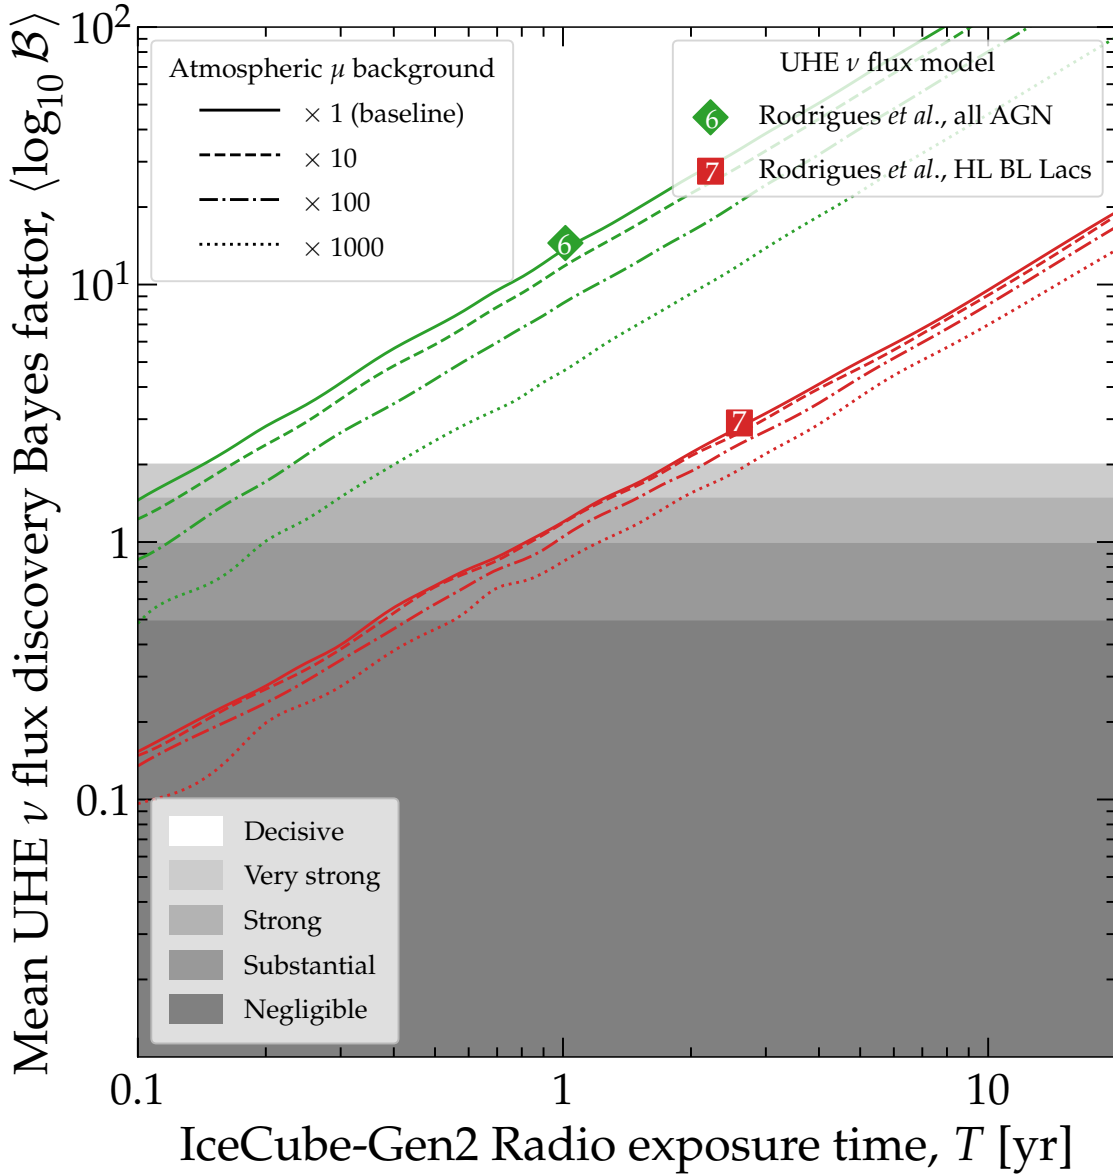 Mean UHE ν flux discovery Bayes factor, ⟨log₁₀ ℬ⟩
10²
10¹
1
0.1
Atmospheric μ background
× 1 (baseline)
× 10
× 100
× 1000
UHE ν flux model
6 Rodrigues et al., all AGN
7 Rodrigues et al., HL BL Lacs
6
7
Decisive
Very strong
Strong
Substantial
Negligible
0.1 1 10
IceCube-Gen2 Radio exposure time, T [yr]